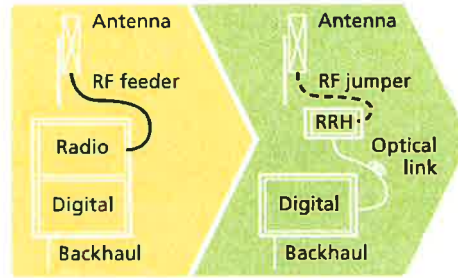 Antenna
RF feeder
Radio
Digital
Backhaul
Antenna
RF jumper
RRH
Optical
link
Digital
Backhaul